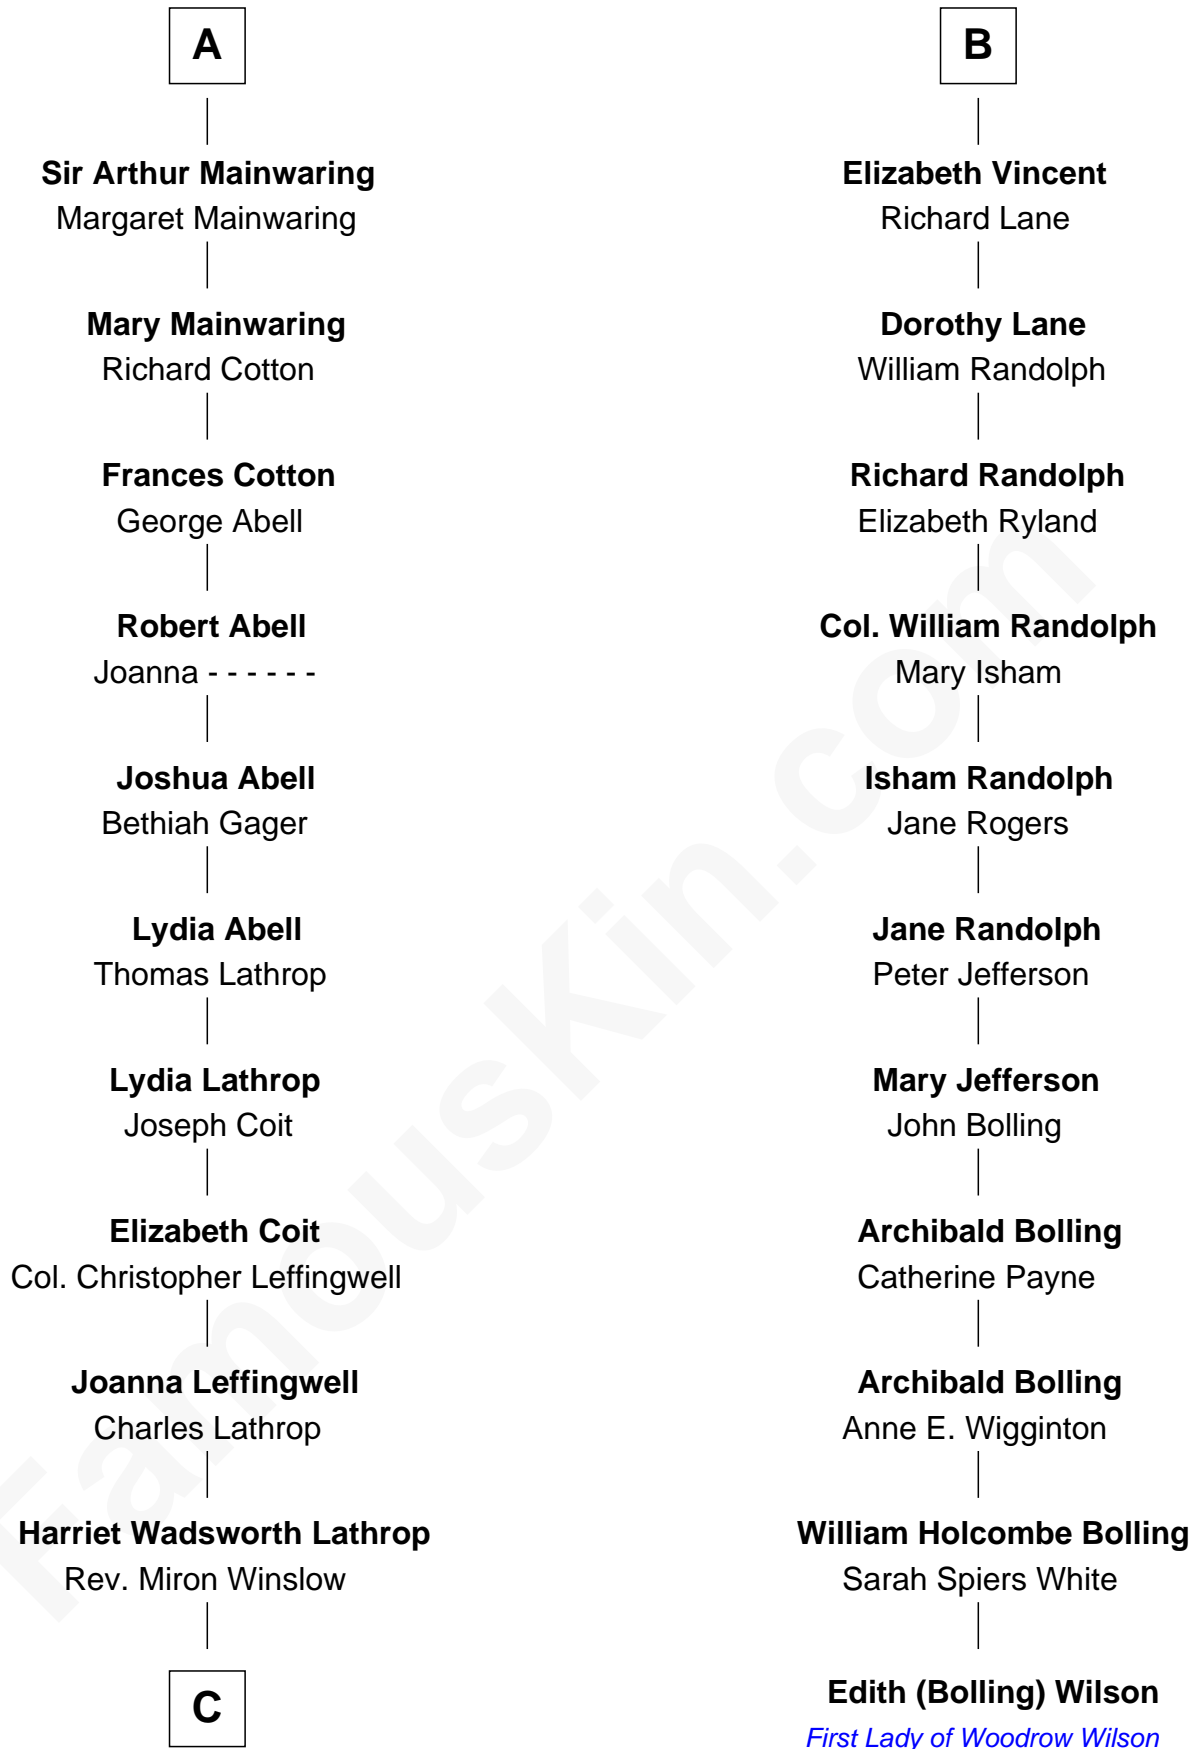 A
Sir Arthur Mainwaring
Margaret Mainwaring
Mary Mainwaring
Richard Cotton
Frances Cotton
George Abell
Robert Abell
Joanna - - - - - -
Joshua Abell
Bethiah Gager
Lydia Abell
Thomas Lathrop
Lydia Lathrop
Joseph Coit
Elizabeth Coit
Col. Christopher Leffingwell
Joanna Leffingwell
Charles Lathrop
Harriet Wadsworth Lathrop
Rev. Miron Winslow
C
B
Elizabeth Vincent
Richard Lane
Dorothy Lane
William Randolph
Richard Randolph
Elizabeth Ryland
Col. William Randolph
Mary Isham
Isham Randolph
Jane Rogers
Jane Randolph
Peter Jefferson
Mary Jefferson
John Bolling
Archibald Bolling
Catherine Payne
Archibald Bolling
Anne E. Wigginton
William Holcombe Bolling
Sarah Spiers White
Edith (Bolling) Wilson
First Lady of Woodrow Wilson
FamousKin.com